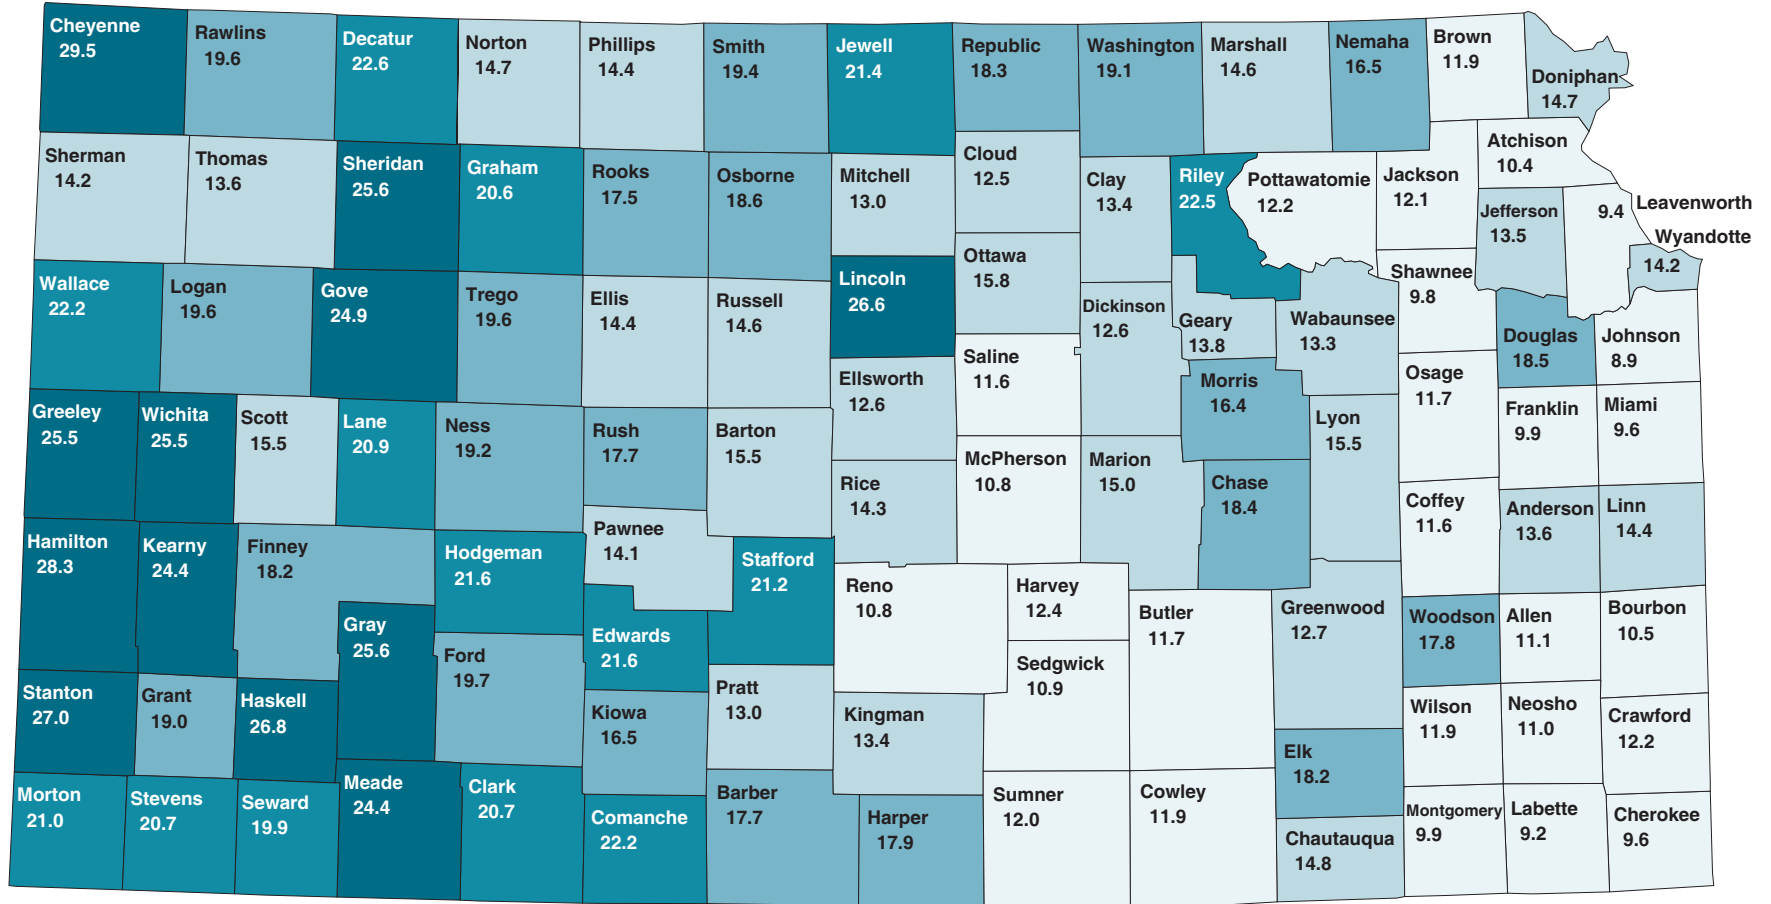 Cheyenne
29.5
Rawlins
19.6
Decatur
22.6
Norton
14.7
Phillips
14.4
Smith
19.4
Jewell
21.4
Republic
18.3
Washington
19.1
Marshall
14.6
Nemaha
16.5
Brown
11.9
Doniphan
14.7
Sherman
14.2
Thomas
13.6
Sheridan
25.6
Graham
20.6
Rooks
17.5
Osborne
18.6
Mitchell
13.0
Cloud
12.5
Clay
13.4
Riley
22.5
Pottawatomie
12.2
Jackson
12.1
Atchison
10.4
Jefferson
13.5
Leavenworth
9.4
Wyandotte
14.2
Wallace
22.2
Logan
19.6
Gove
24.9
Trego
19.6
Ellis
14.4
Russell
14.6
Lincoln
26.6
Ottawa
15.8
Dickinson
12.6
Geary
13.8
Wabaunsee
13.3
Shawnee
9.8
Douglas
18.5
Johnson
8.9
Ellsworth
12.6
Saline
11.6
Morris
16.4
Osage
11.7
Franklin
9.9
Miami
9.6
Greeley
25.5
Wichita
25.5
Scott
15.5
Lane
20.9
Ness
19.2
Rush
17.7
Barton
15.5
Rice
14.3
McPherson
10.8
Marion
15.0
Chase
18.4
Lyon
15.5
Coffey
11.6
Anderson
13.6
Linn
14.4
Hamilton
28.3
Kearny
24.4
Finney
18.2
Hodgeman
21.6
Pawnee
14.1
Stafford
21.2
Reno
10.8
Harvey
12.4
Butler
11.7
Greenwood
12.7
Woodson
17.8
Allen
11.1
Bourbon
10.5
Gray
25.6
Ford
19.7
Edwards
21.6
Sedgwick
10.9
Stanton
27.0
Grant
19.0
Haskell
26.8
Kiowa
16.5
Pratt
13.0
Kingman
13.4
Elk
18.2
Wilson
11.9
Neosho
11.0
Crawford
12.2
Morton
21.0
Stevens
20.7
Seward
19.9
Meade
24.4
Clark
20.7
Comanche
22.2
Barber
17.7
Harper
17.9
Sumner
12.0
Cowley
11.9
Chautauqua
14.8
Montgomery
9.9
Labette
9.2
Cherokee
9.6